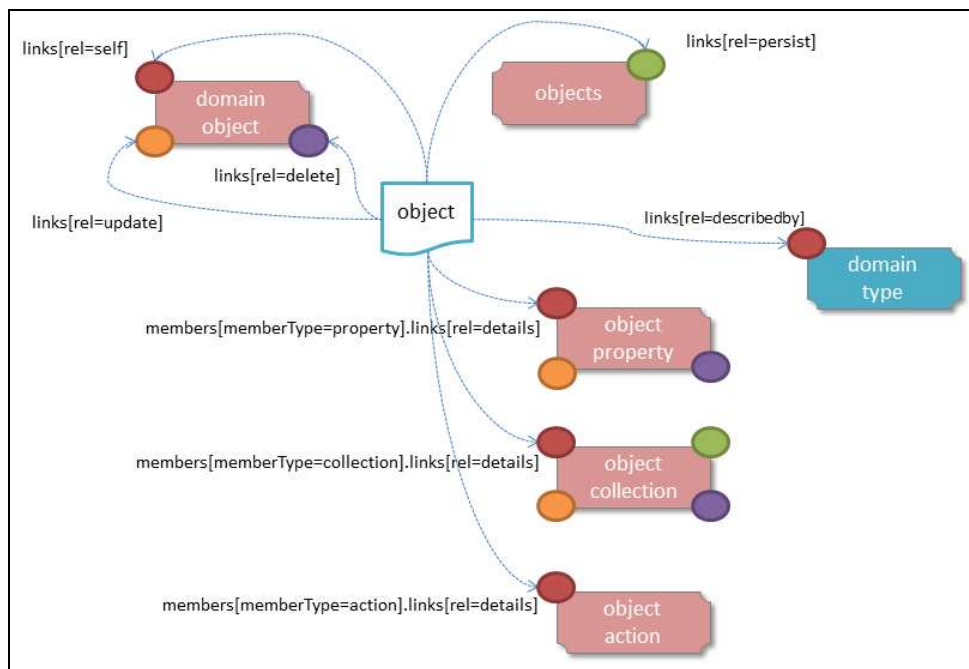 links[rel=self]
links[rel=persist]
domain
object
objects
links[rel=delete]
links[rel=update]
object
links[rel=describedby]
domain
type
members[memberType=property].links[rel=details]
object
property
members[memberType=collection].links[rel=details]
object
collection
members[memberType=action].links[rel=details]
object
action